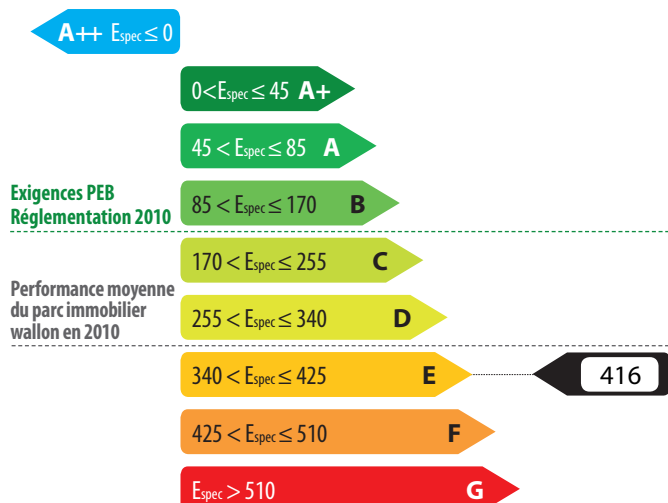 A++ Espec ≤ 0
0<Espec ≤ 45 A+
45 < Espec ≤ 85 A
Exigences PEB
Réglementation 2010
85 < Espec ≤ 170 B
170 < Espec ≤ 255 C
Performance moyenne
du parc immobilier
wallon en 2010
255 < Espec ≤ 340 D
340 < Espec ≤ 425 E
416
425 < Espec ≤ 510 F
Espec > 510 G